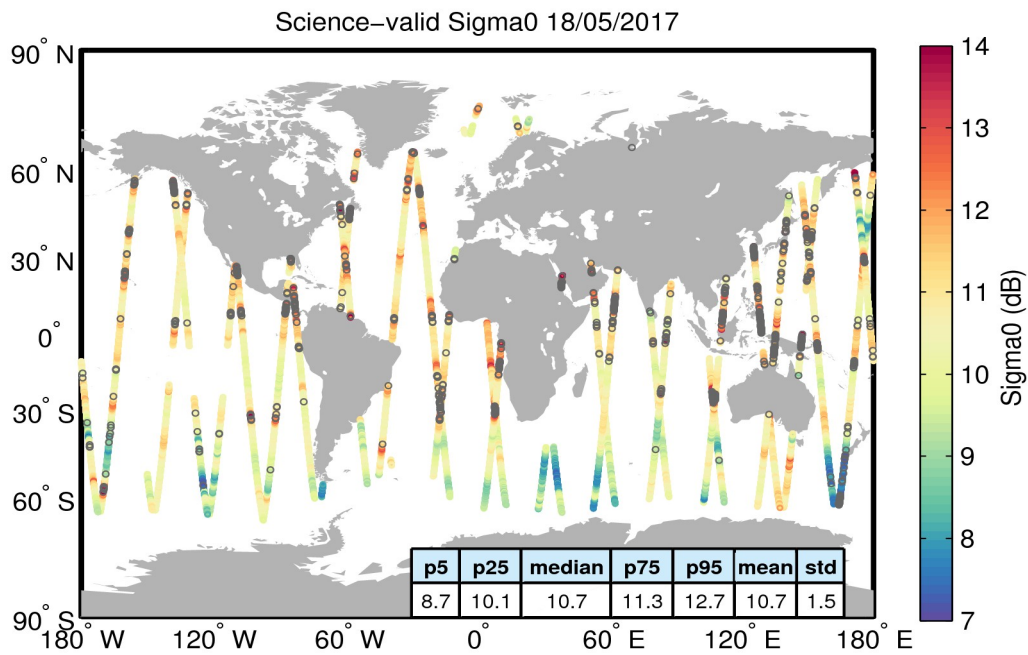 Science−valid Sigma0 18/05/2017
90° N
60° N
30° N
0°
30° S
60° S
90° S
180° W
120° W
60° W
0°
60° E
120° E
180° E
p5 p25 median p75 p95 mean std
8.7 10.1 10.7 11.3 12.7 10.7 1.5
14
13
12
11
10
9
8
7
Sigma0 (dB)